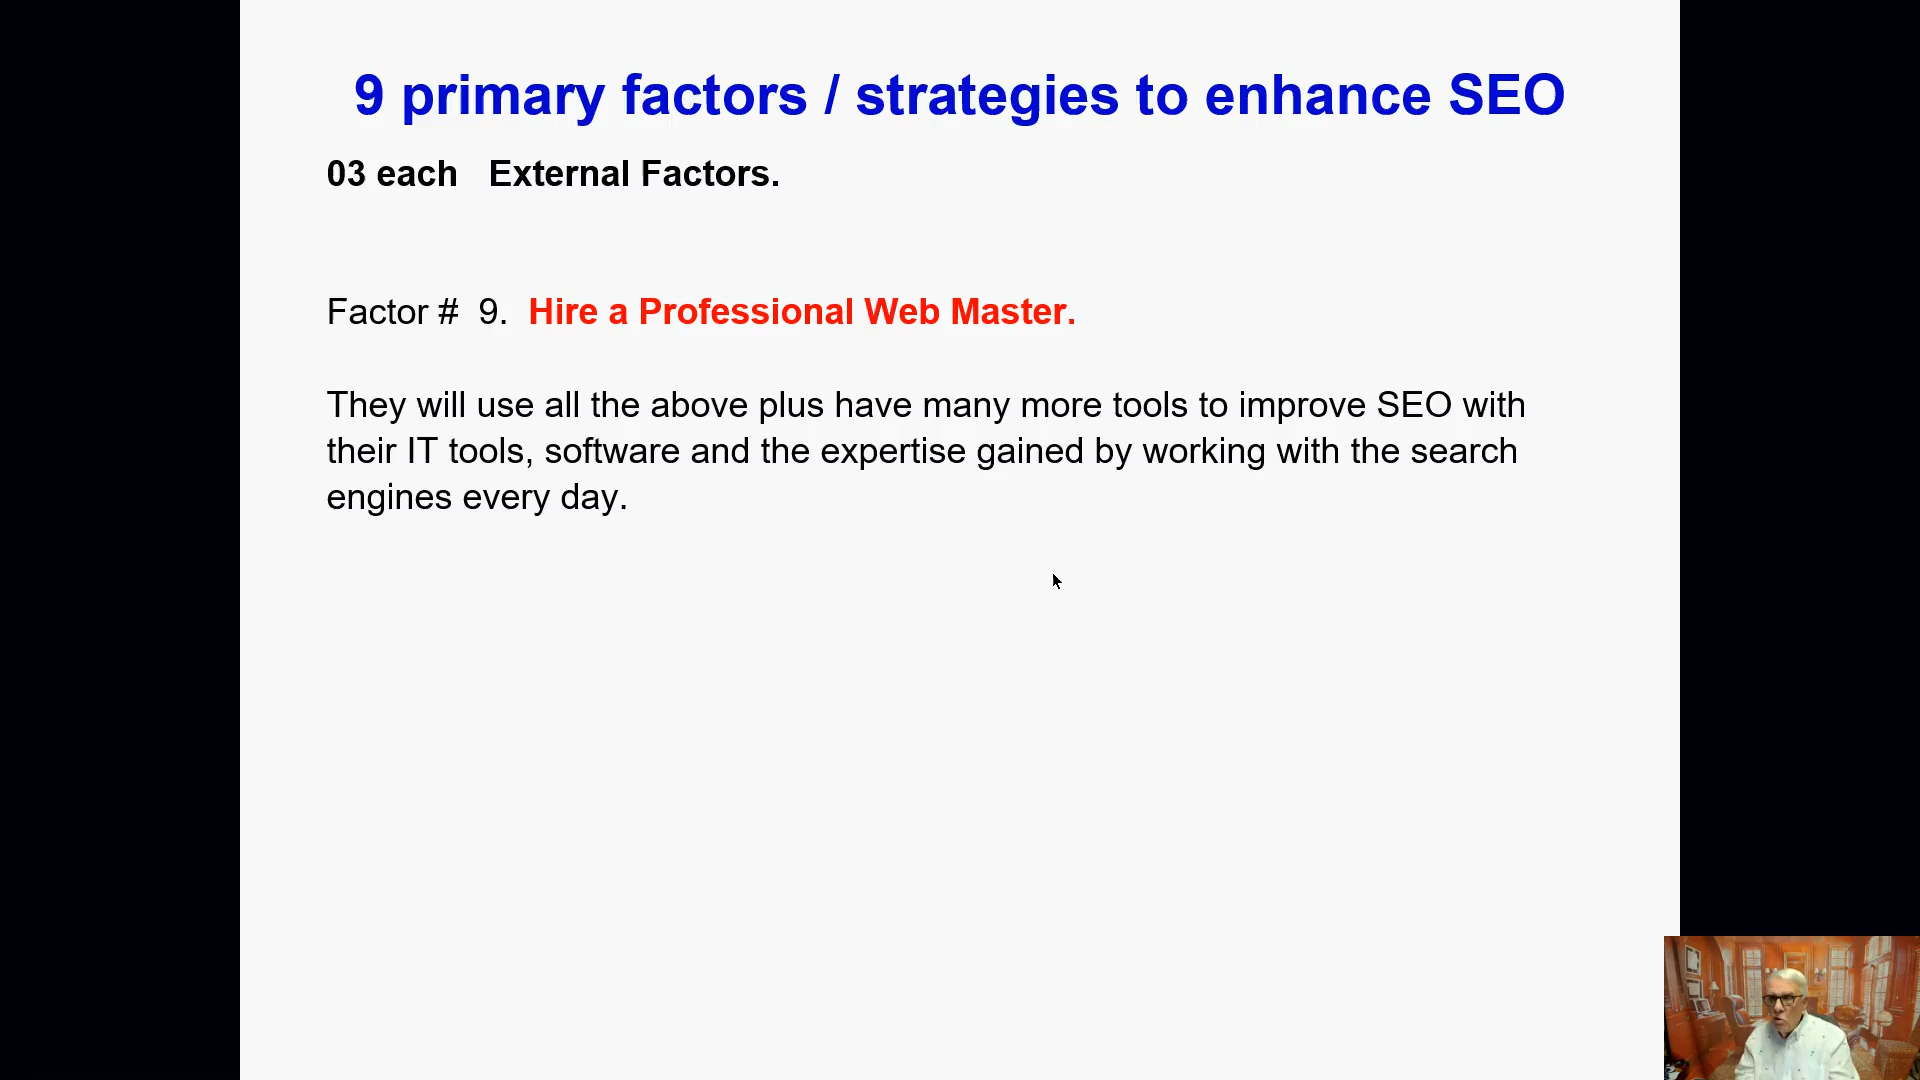 9 primary factors / strategies to enhance SEO
03 each   External Factors.
Factor #  9.  Hire a Professional Web Master.
They will use all the above plus have many more tools to improve SEO with
their IT tools, software and the expertise gained by working with the search
engines every day.